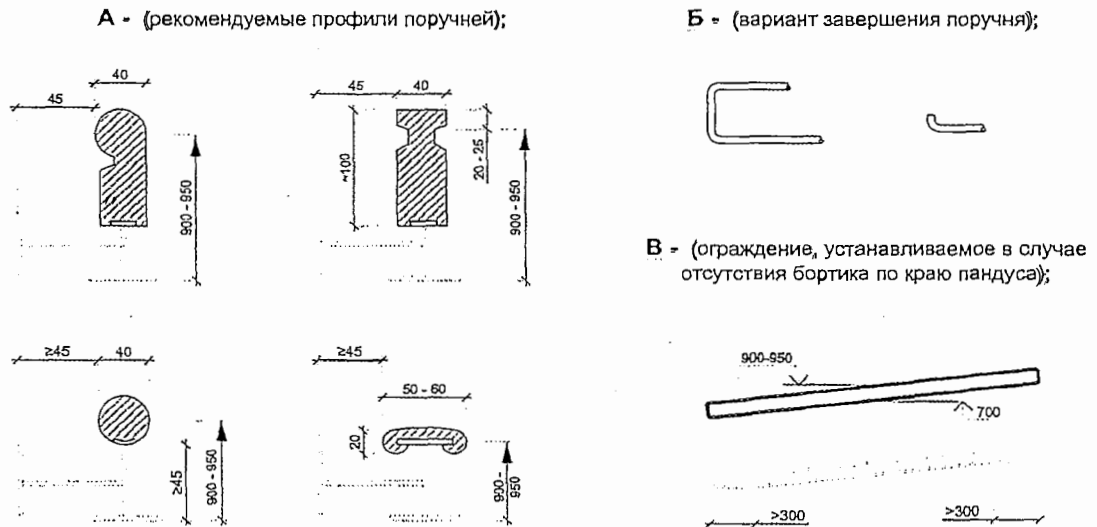 А - (рекомендуемые профили поручней);
40
45
900 - 950
45
40
≈100
20 - 25
900 - 950
≥45
40
≥45
900 - 950
≥45
50 - 60
20
900-
950
Б - (вариант завершения поручня);
В - (ограждение, устанавливаемое в случае
отсутствия бортика по краю пандуса);
900-950
700
>300
>300